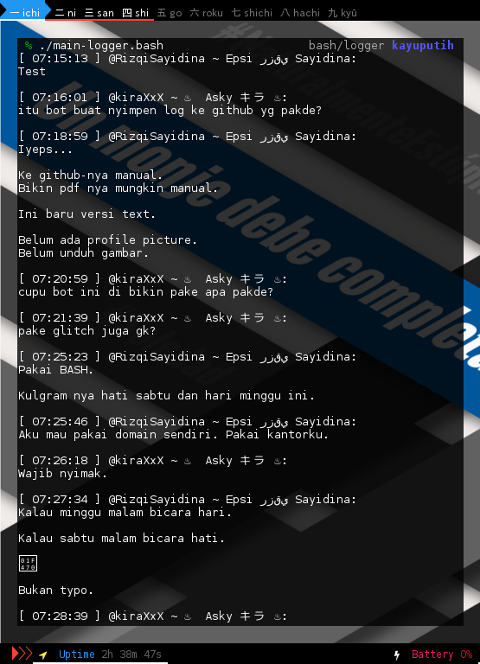 一 ichi 二 ni 三 san 四 shi 五 go 六 roku 七 shichi 八 hachi 九 kyū
% ./main-logger.bash bash/logger kayuputih
[ 07:15:13 ] @RizqiSayidina ~ Epsi رزقي Sayidina:
Test
[ 07:16:01 ] @kiraXxX ~ ♨ Asky キラ ♨:
itu bot buat nyimpen log ke github yg pakde?
[ 07:18:59 ] @RizqiSayidina ~ Epsi رزقي Sayidina:
Iyeps...
Ke github-nya manual.
Bikin pdf nya mungkin manual.
Ini baru versi text.
Belum ada profile picture.
Belum unduh gambar.
[ 07:20:59 ] @kiraXxX ~ ♨ Asky キラ ♨:
cupu bot ini di bikin pake apa pakde?
[ 07:21:39 ] @kiraXxX ~ ♨ Asky キラ ♨:
pake glitch juga gk?
[ 07:25:23 ] @RizqiSayidina ~ Epsi رزقي Sayidina:
Pakai BASH.
Kulgram nya hati sabtu dan hari minggu ini.
[ 07:25:46 ] @RizqiSayidina ~ Epsi رزقي Sayidina:
Aku mau pakai domain sendiri. Pakai kantorku.
[ 07:26:18 ] @kiraXxX ~ ♨ Asky キラ ♨:
Wajib nyimak.
[ 07:27:34 ] @RizqiSayidina ~ Epsi رزقي Sayidina:
Kalau minggu malam bicara hari.
Kalau sabtu malam bicara hati.
Bukan typo.
[ 07:28:39 ] @kiraXxX ~ ♨ Asky キラ ♨:
Uptime 2h 38m 47s Battery 0%